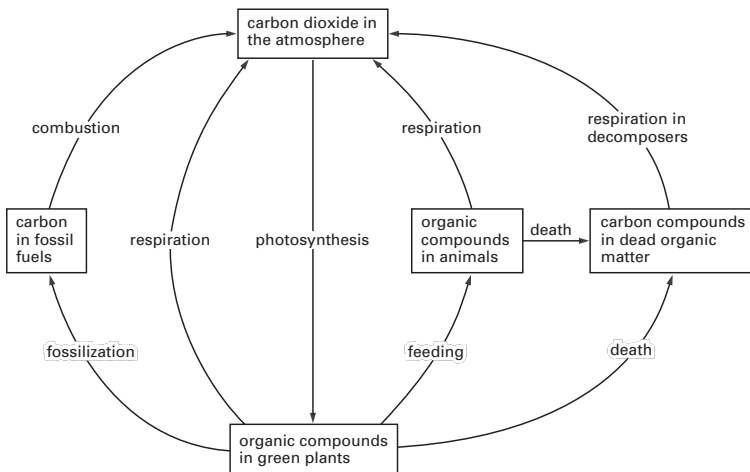 carbon dioxide in
the atmosphere
combustion
respiration
respiration in
decomposers
carbon
in fossil
fuels
respiration
photosynthesis
organic
compounds
in animals
death
carbon compounds
in dead organic
matter
fossilization
feeding
death
organic compounds
in green plants